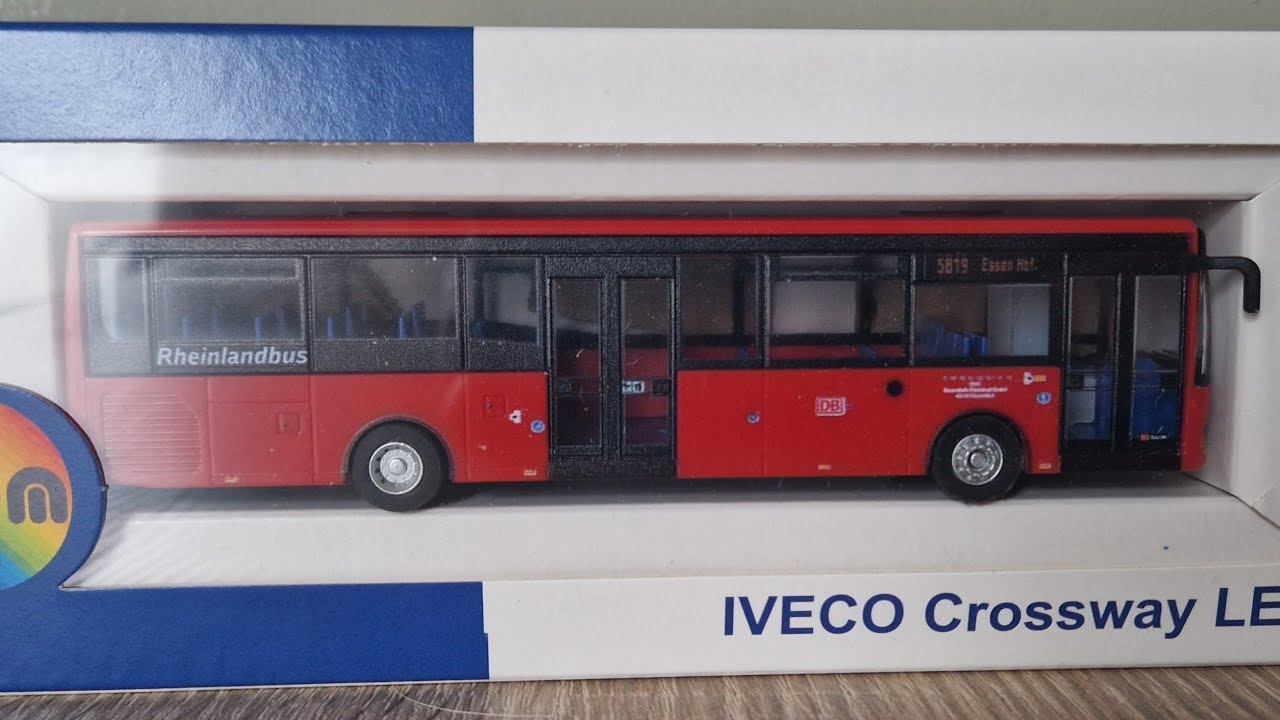 SB19 Essen Hbf.
Rheinlandbus
DB
m
IVECO Crossway LE